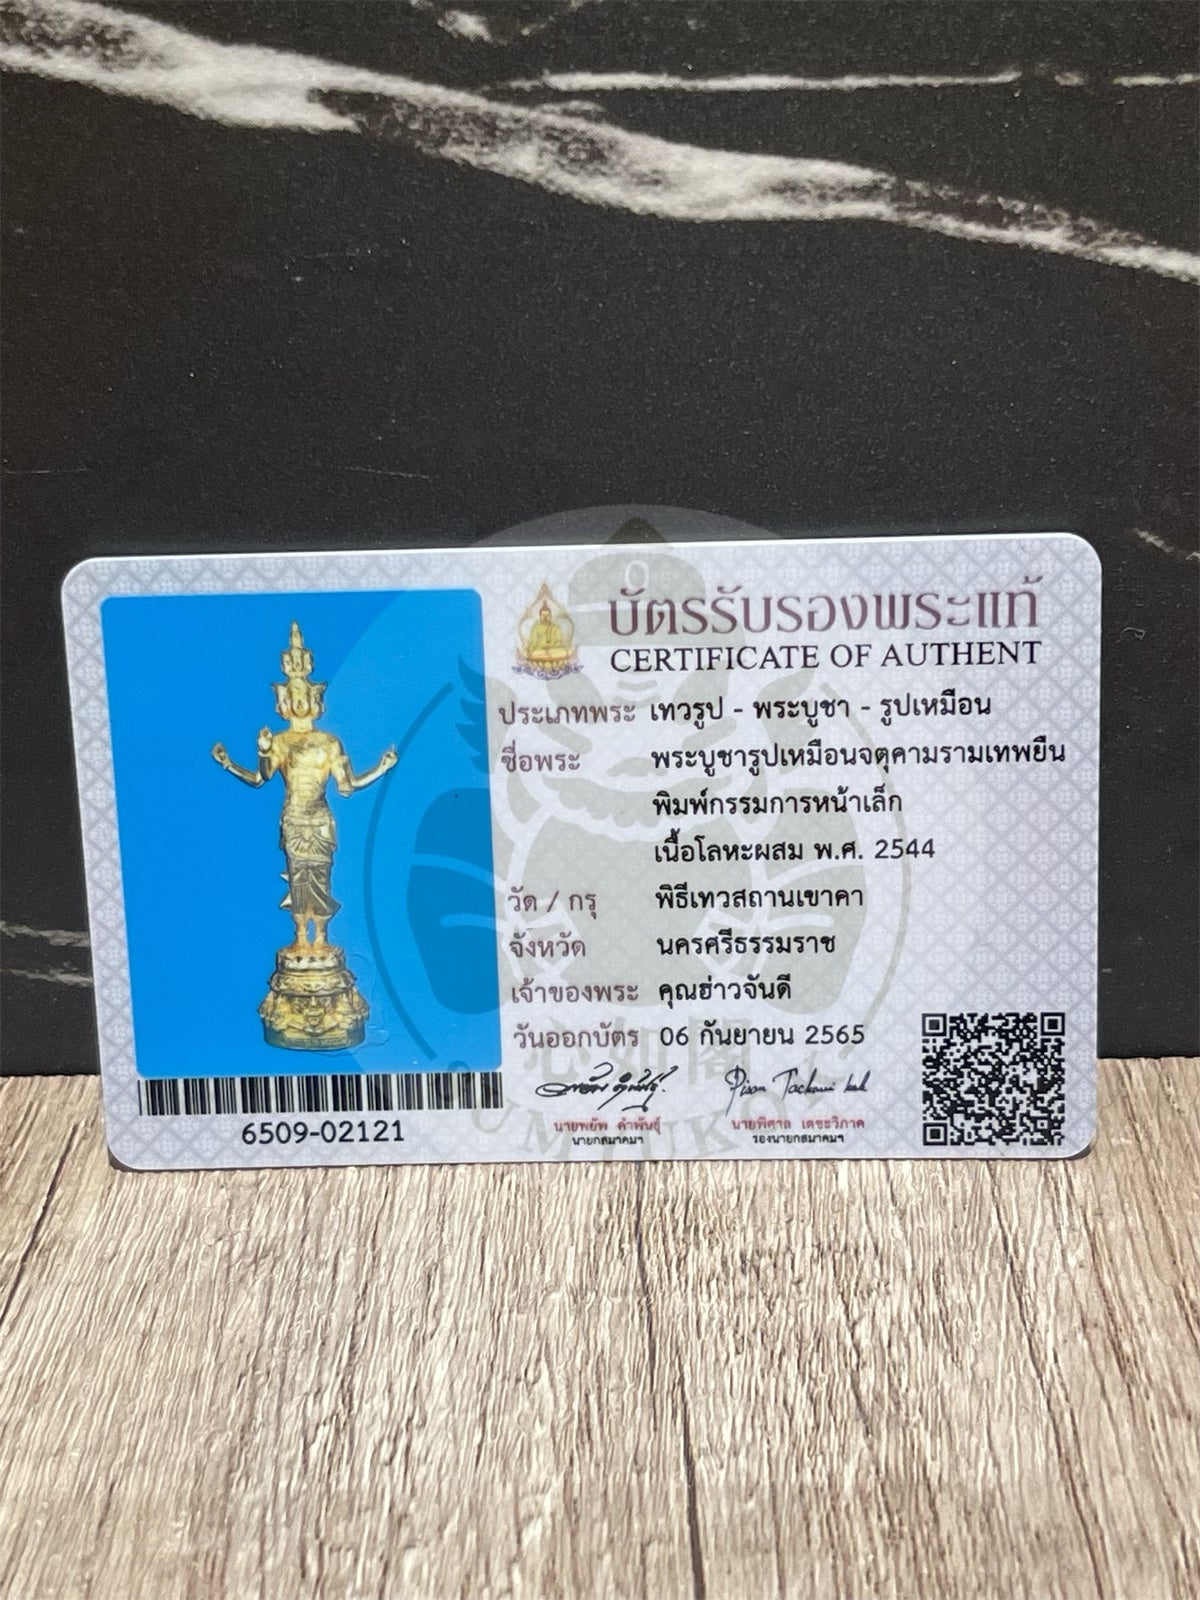 บัตรรับรองพระแท้
CERTIFICATE OF AUTHENT
ประเภทพระ เทวรูป - พระบูชา - รูปเหมือน
ชื่อพระ พระบูชารูปเหมือนจตุคามรามเทพยืน
พิมพ์กรรมการหน้าเล็ก
เนื้อโลหะผสม พ.ศ. 2544
วัด / กรุ พิธีเทวสถานเขาคา
จังหวัด นครศรีธรรมราช
เจ้าของพระ คุณฮ่าวจันดี
วันออกบัตร 06 กันยายน 2565
นายพยัพ คำพันธุ์
นายกสมาคมฯ
นายพิศาล เตชะวิภาค
รองนายกสมาคมฯ
6509-02121